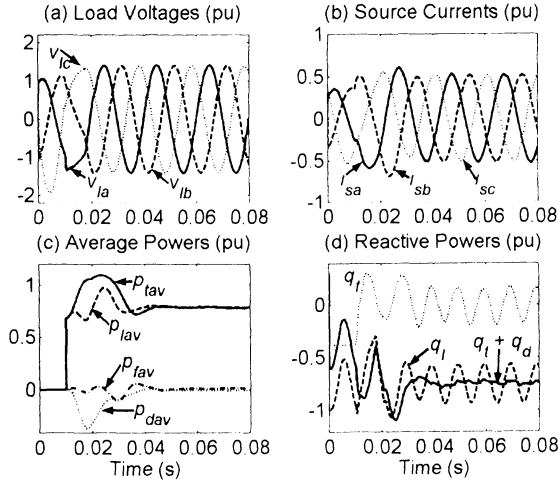 (a) Load Voltages (pu)
2
1
0
-1
-2
v_lc
v_la
v_lb
0 0.02 0.04 0.06 0.08
(b) Source Currents (pu)
1
0.5
0
-0.5
-1
I_sa
I_sb
I_sc
0 0.02 0.04 0.06 0.08
(c) Average Powers (pu)
1
0.5
0
p_tav
p_lav
p_fav
p_dav
0 0.02 0.04 0.06 0.08
Time (s)
(d) Reactive Powers (pu)
0
-0.5
-1
q_t
q_l
q_t + q_d
0 0.02 0.04 0.06 0.08
Time (s)